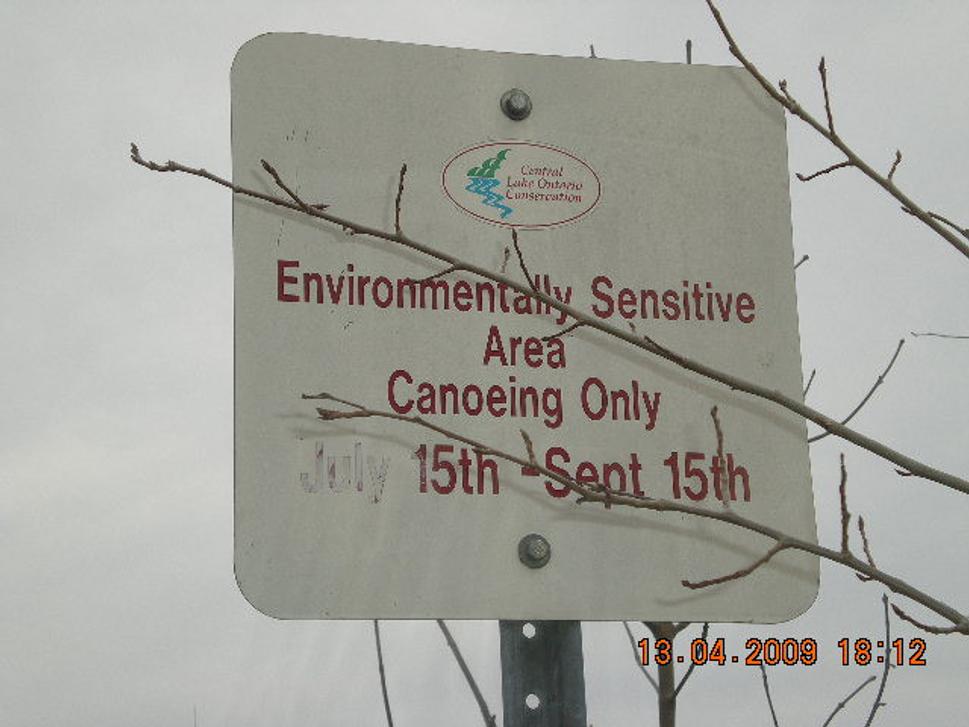 Central
Lake Ontario
Conservation
Environmentally Sensitive
Area
Canoeing Only
July 15th - Sept 15th
13.04.2009 18:12